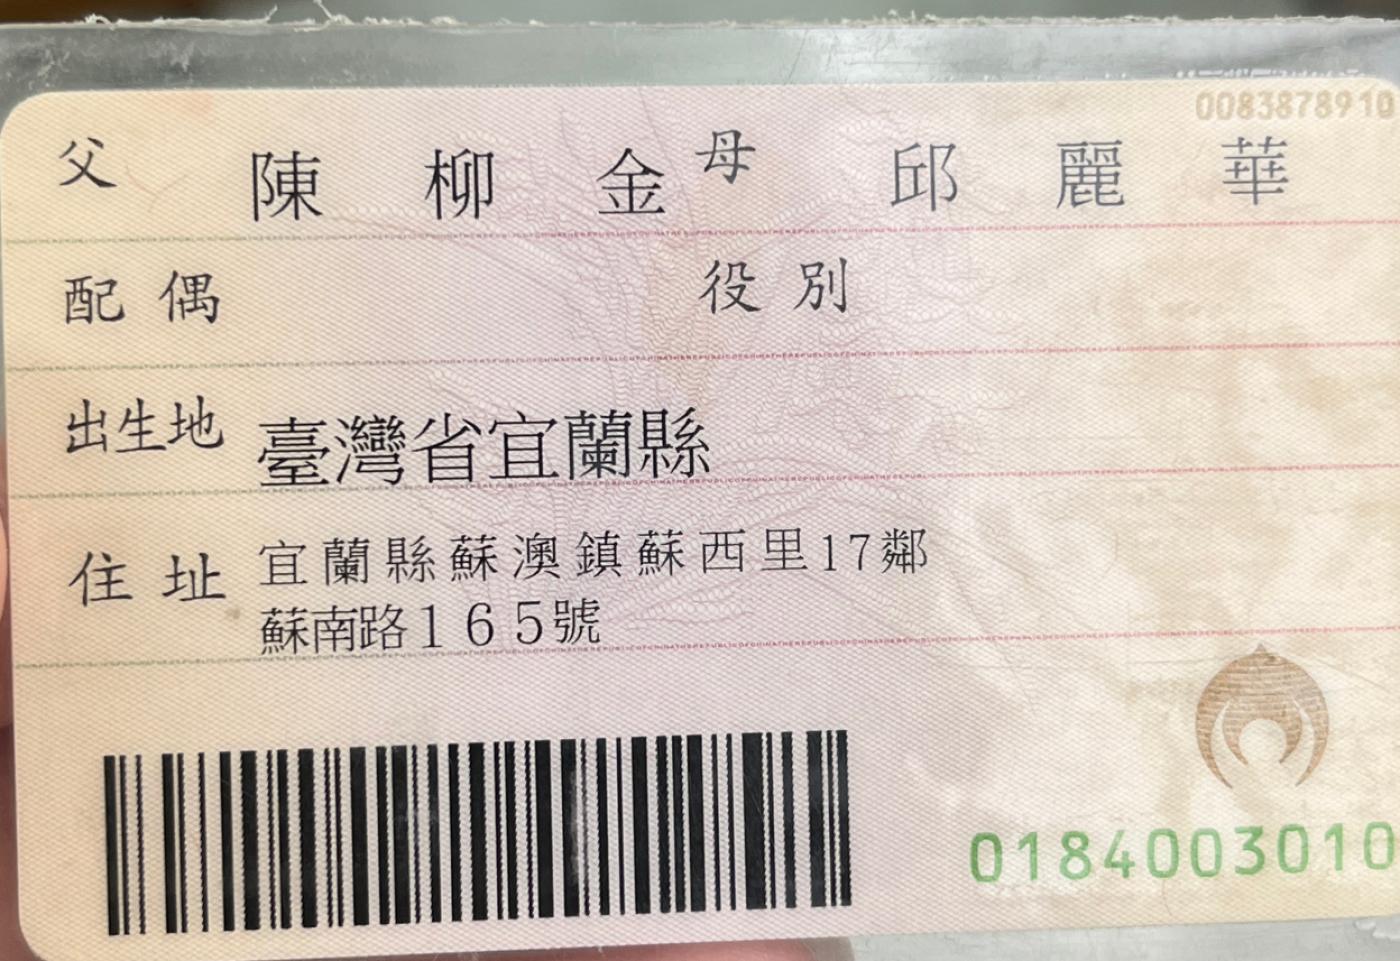 0083878910
父 陳柳金 母 邱麗華
配偶 役別
出生地 臺灣省宜蘭縣
住址 宜蘭縣蘇澳鎮蘇西里17鄰
蘇南路165號
0184003010